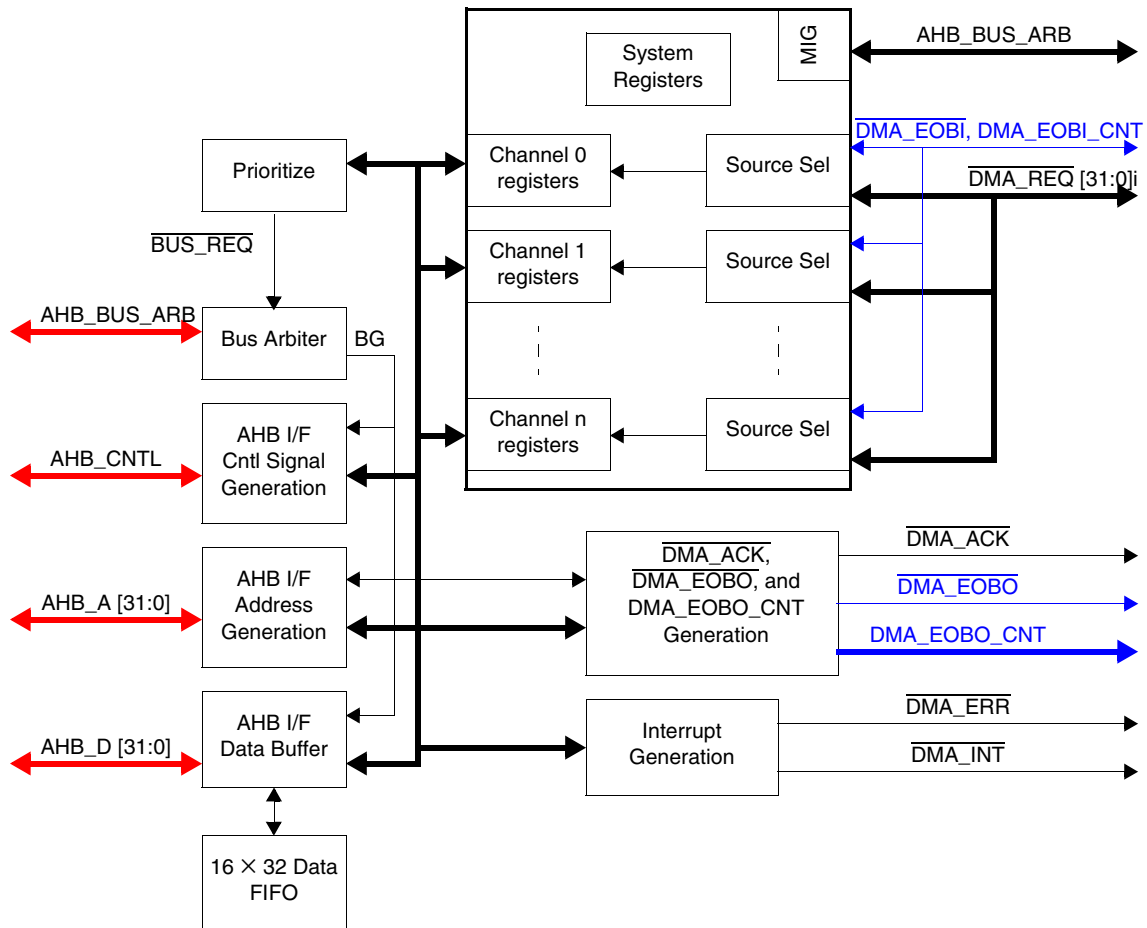 AHB_BUS_ARB
MIG
System
Registers
DMA_EOBI, DMA_EOBI_CNT
Prioritize
Channel 0
registers
Source Sel
DMA_REQ [31:0]i
BUS_REQ
Channel 1
registers
Source Sel
AHB_BUS_ARB
Bus Arbiter
BG
Channel n
registers
Source Sel
AHB_CNTL
AHB I/F
Cntl Signal
Generation
AHB_A [31:0]
AHB I/F
Address
Generation
DMA_ACK,
DMA_EOBO, and
DMA_EOBO_CNT
Generation
DMA_ACK
DMA_EOBO
DMA_EOBO_CNT
AHB_D [31:0]
AHB I/F
Data Buffer
Interrupt
Generation
DMA_ERR
DMA_INT
16 × 32 Data
FIFO